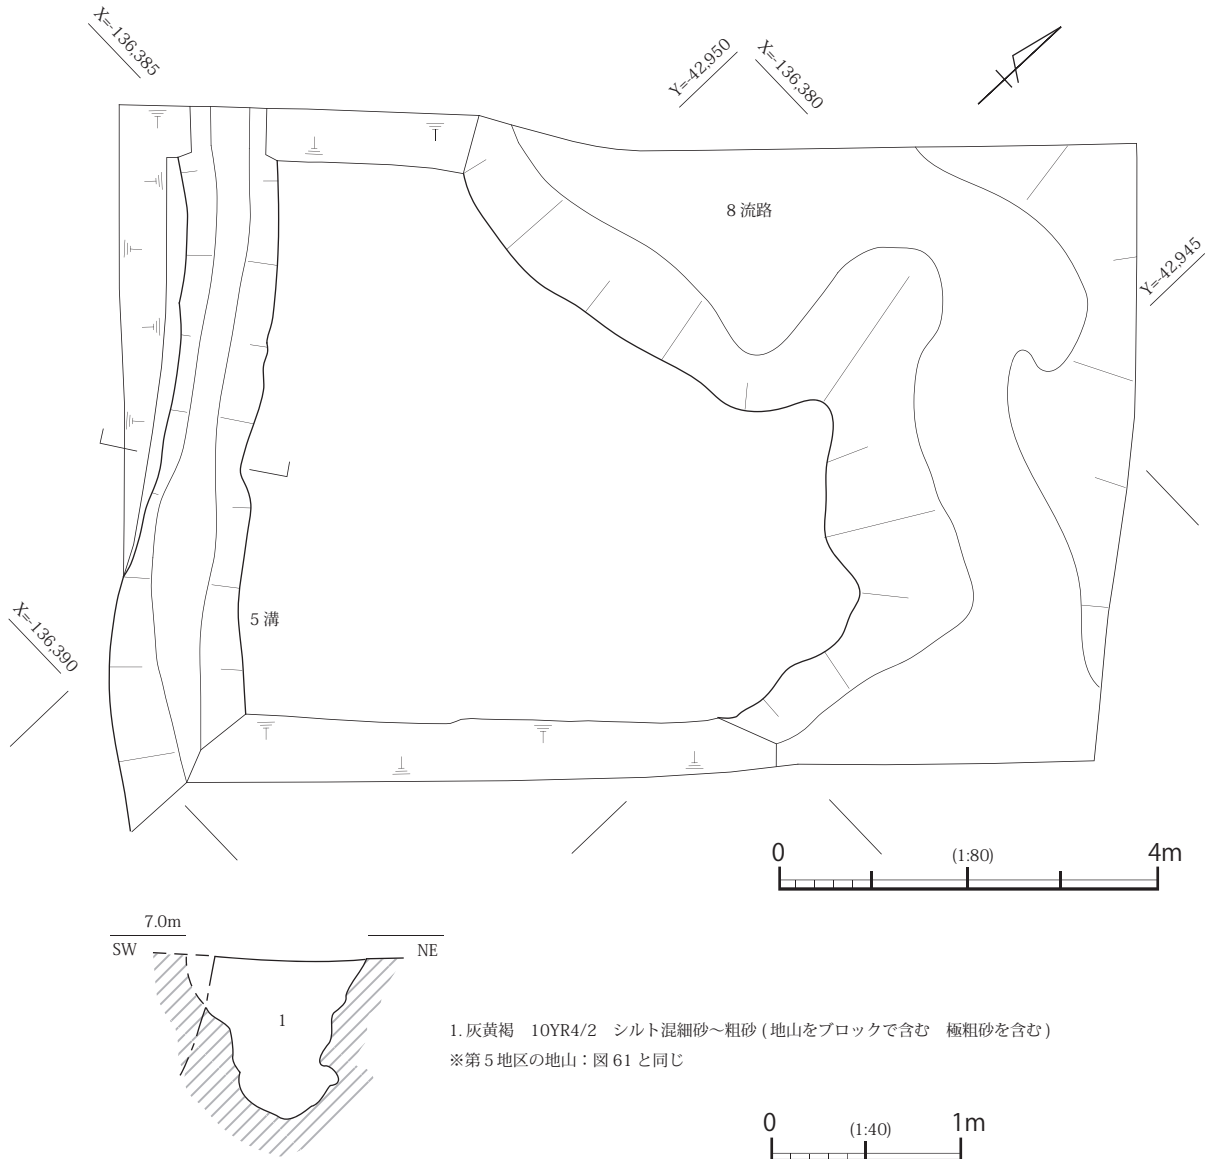 X=-136,385
Y=-42,950
X=-136,380
8 流路
Y=-42,945
X=-136,390
5 溝
0 (1:80) 4m
7.0m
SW NE
1
1. 灰黄褐　10YR4/2　シルト混細砂～粗砂 ( 地山をブロックで含む　極粗砂を含む )
※第 5 地区の地山：図 61 と同じ
0 (1:40) 1m